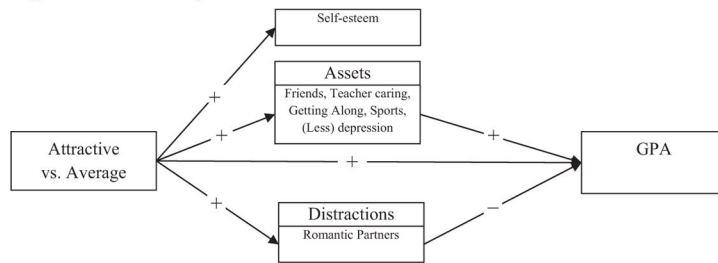 Self-esteem
Assets
Friends, Teacher caring,
Getting Along, Sports,
(Less) depression
Attractive
vs. Average
GPA
Distractions
Romantic Partners
+
+
+
+
+
−